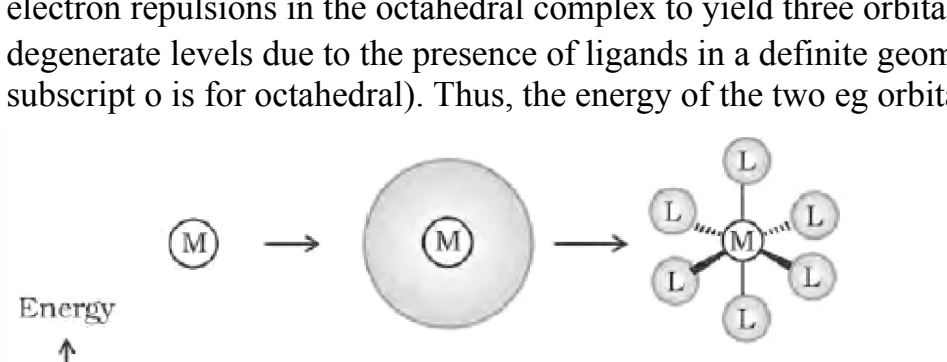 electron repulsions in the octahedral complex to yield three orbita
degenerate levels due to the presence of ligands in a definite geom
subscript o is for octahedral). Thus, the energy of the two eg orbita
L
L
L
M
M
M
L
L
L
Energy